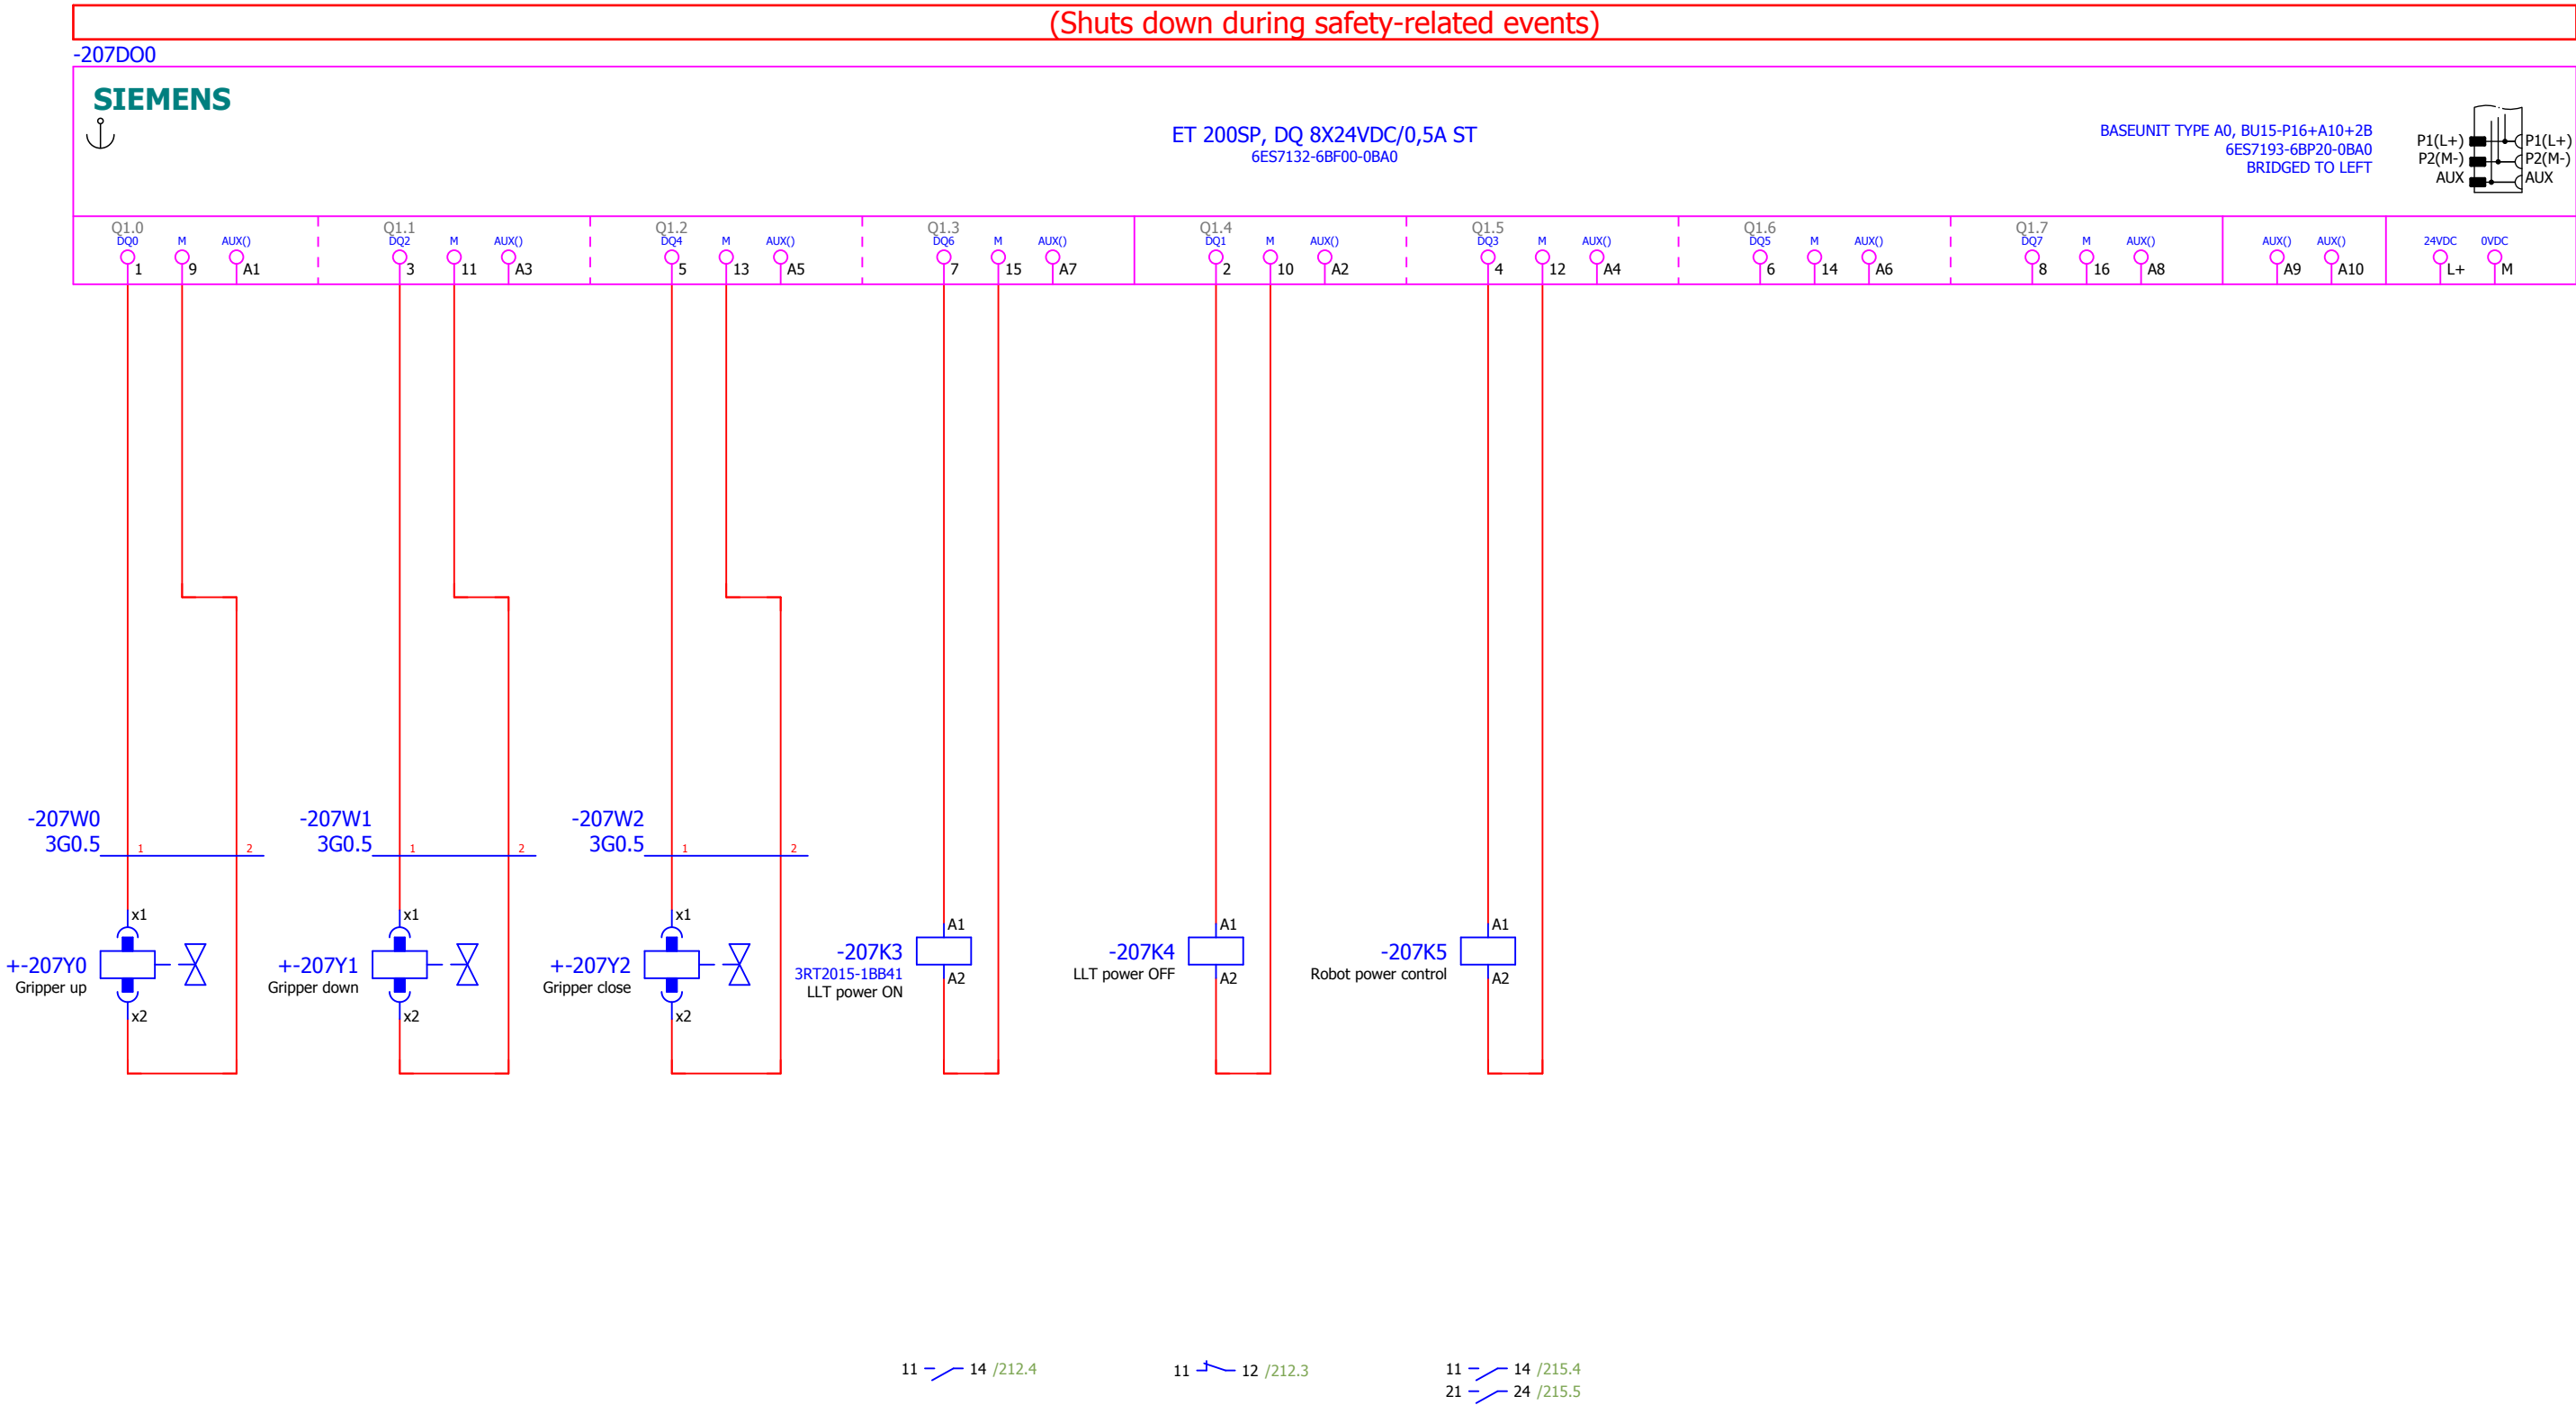 (Shuts down during safety-related events)
-207DO0
SIEMENS
ET 200SP, DQ 8X24VDC/0,5A ST
6ES7132-6BF00-0BA0
BASEUNIT TYPE A0, BU15-P16+A10+2B
6ES7193-6BP20-0BA0
BRIDGED TO LEFT
P1(L+) P1(L+)
P2(M-) P2(M-)
AUX AUX
Q1.0 Q1.1 Q1.2 Q1.3 Q1.4 Q1.5 Q1.6 Q1.7
DQ0 M AUX() DQ2 M AUX() DQ4 M AUX() DQ6 M AUX() DQ1 M AUX() DQ3 M AUX() DQ5 M AUX() DQ7 M AUX() AUX() AUX() 24VDC 0VDC
1 9 A1 3 11 A3 5 13 A5 7 15 A7 2 10 A2 4 12 A4 6 14 A6 8 16 A8 A9 A10 L+ M
-207W0 -207W1 -207W2
3G0.5 1 2 3G0.5 1 2 3G0.5 1 2
x1 x1 x1 A1 A1 A1
+-207Y0 +-207Y1 +-207Y2 -207K3 -207K4 -207K5
Gripper up Gripper down Gripper close 3RT2015-1BB41 LLT power OFF Robot power control
LLT power ON
A2 A2 A2
x2 x2 x2
11 14 /212.4 11 12 /212.3 11 14 /215.4
21 24 /215.5